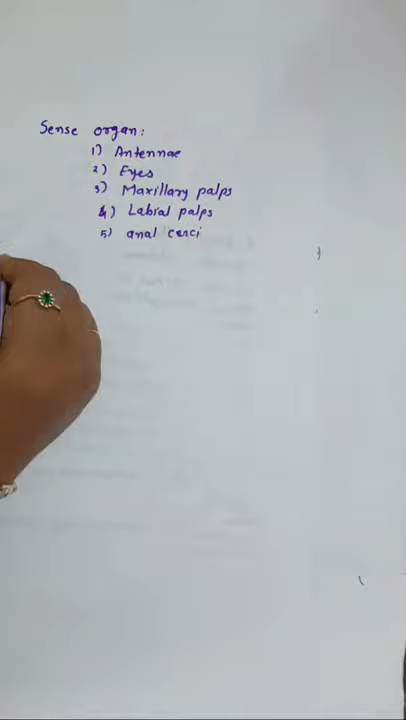 Sense organ:
1) Antennae
2) Eyes
3) Maxillary palps
4) Labial palps
5) anal cerci